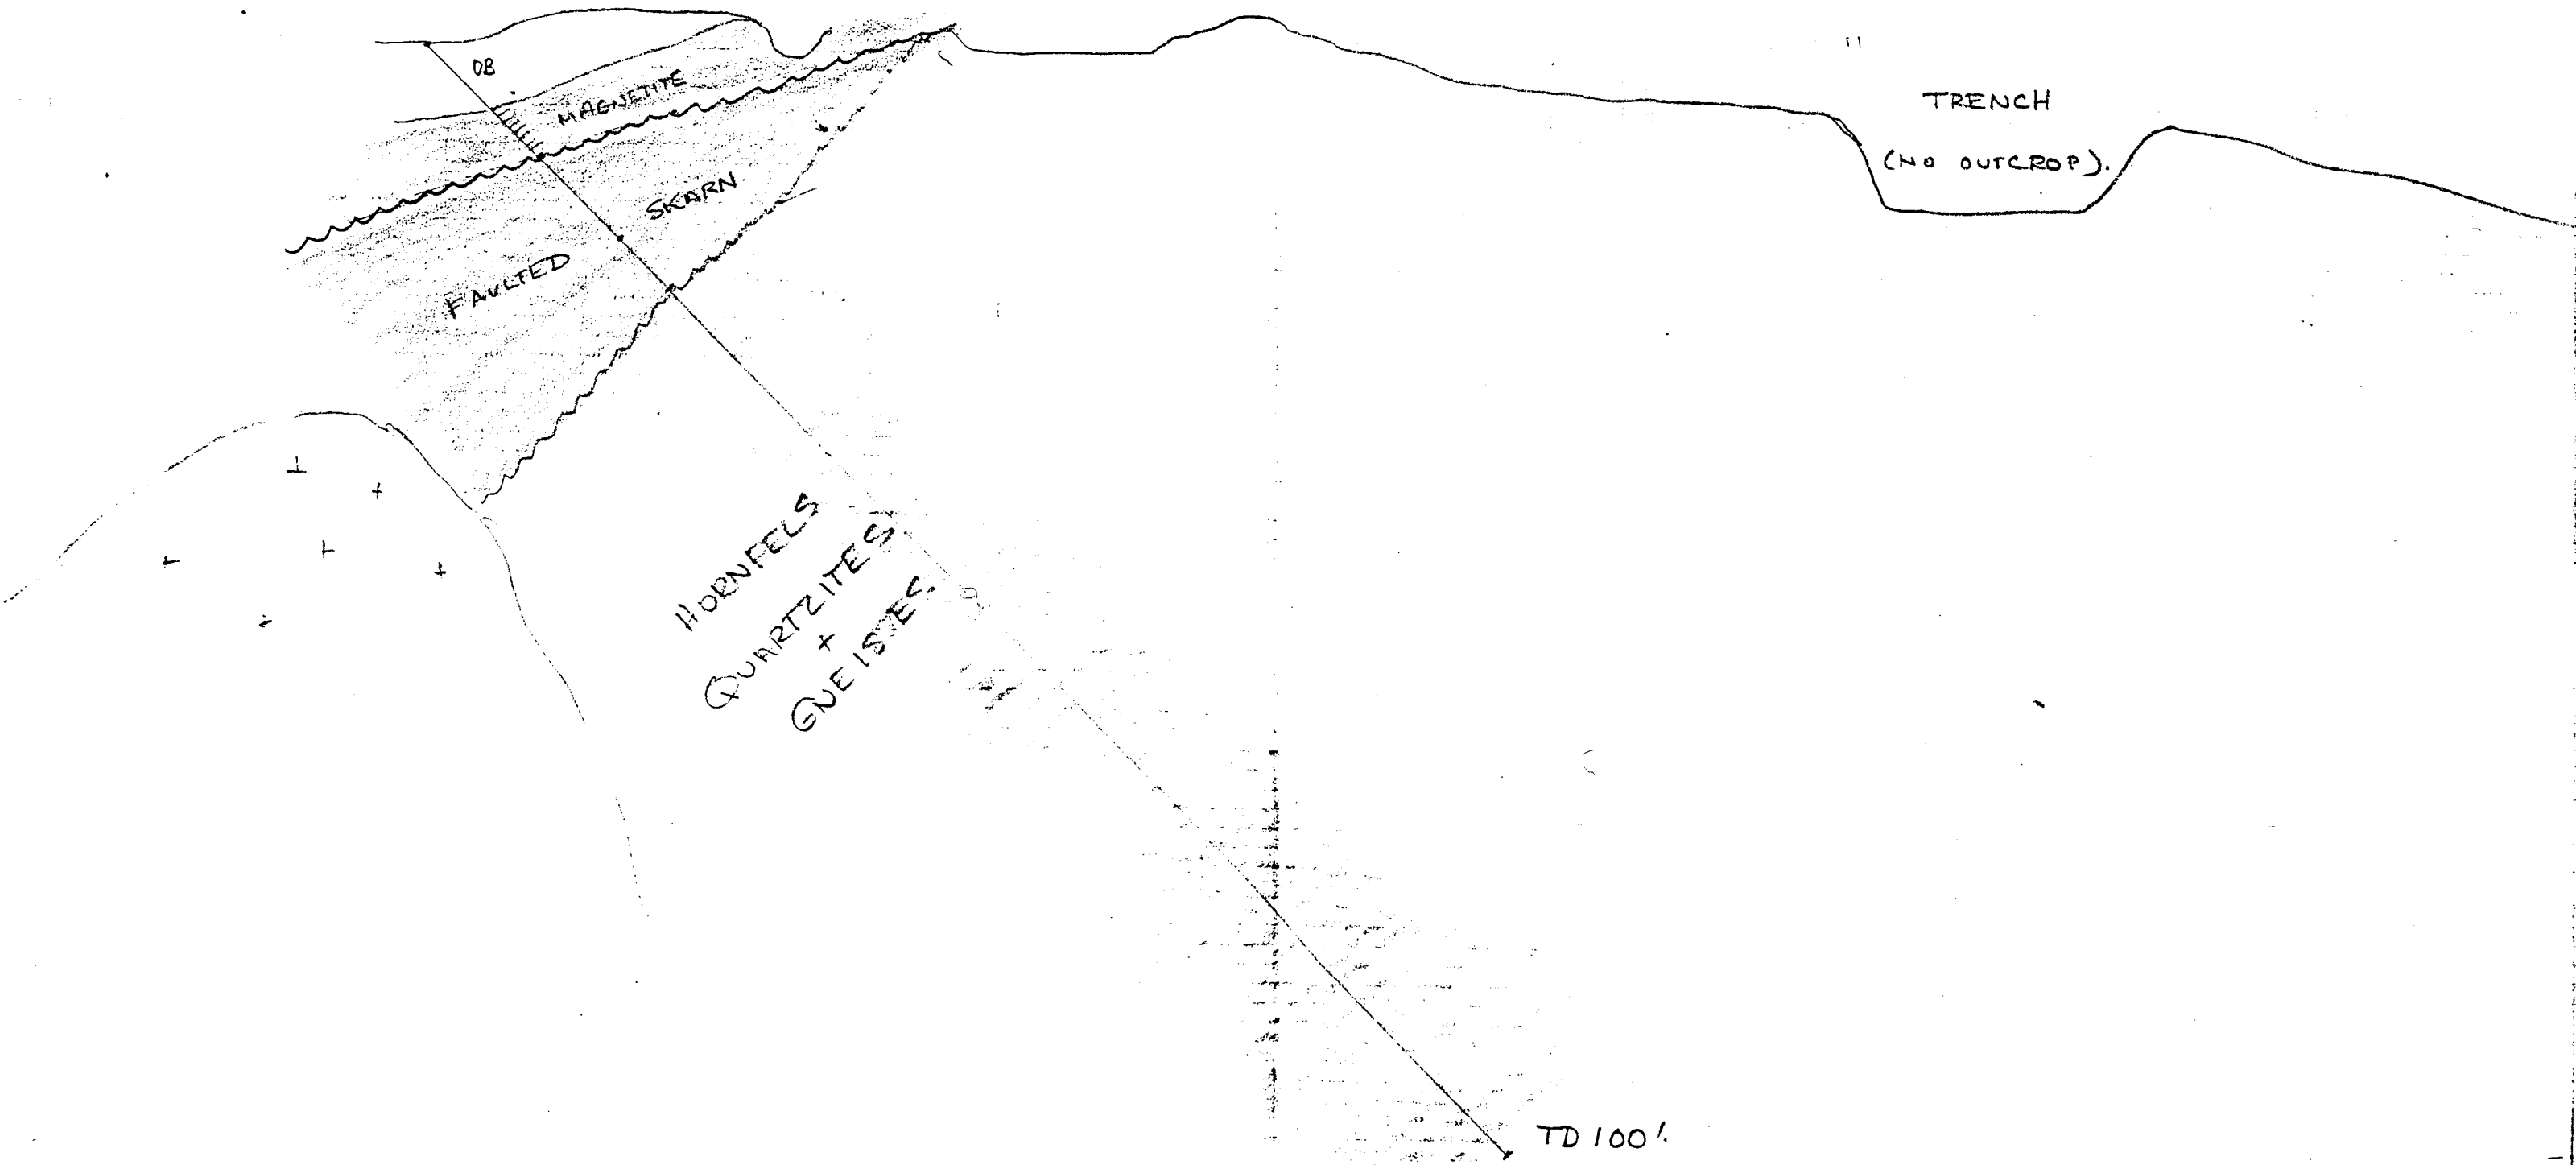 OB
MAGNETITE
TRENCH
(NO OUTCROP).
SKARN
FAULTED
HORNFELS
QUARTZITES
+
GNEISSES.
TD 100'.